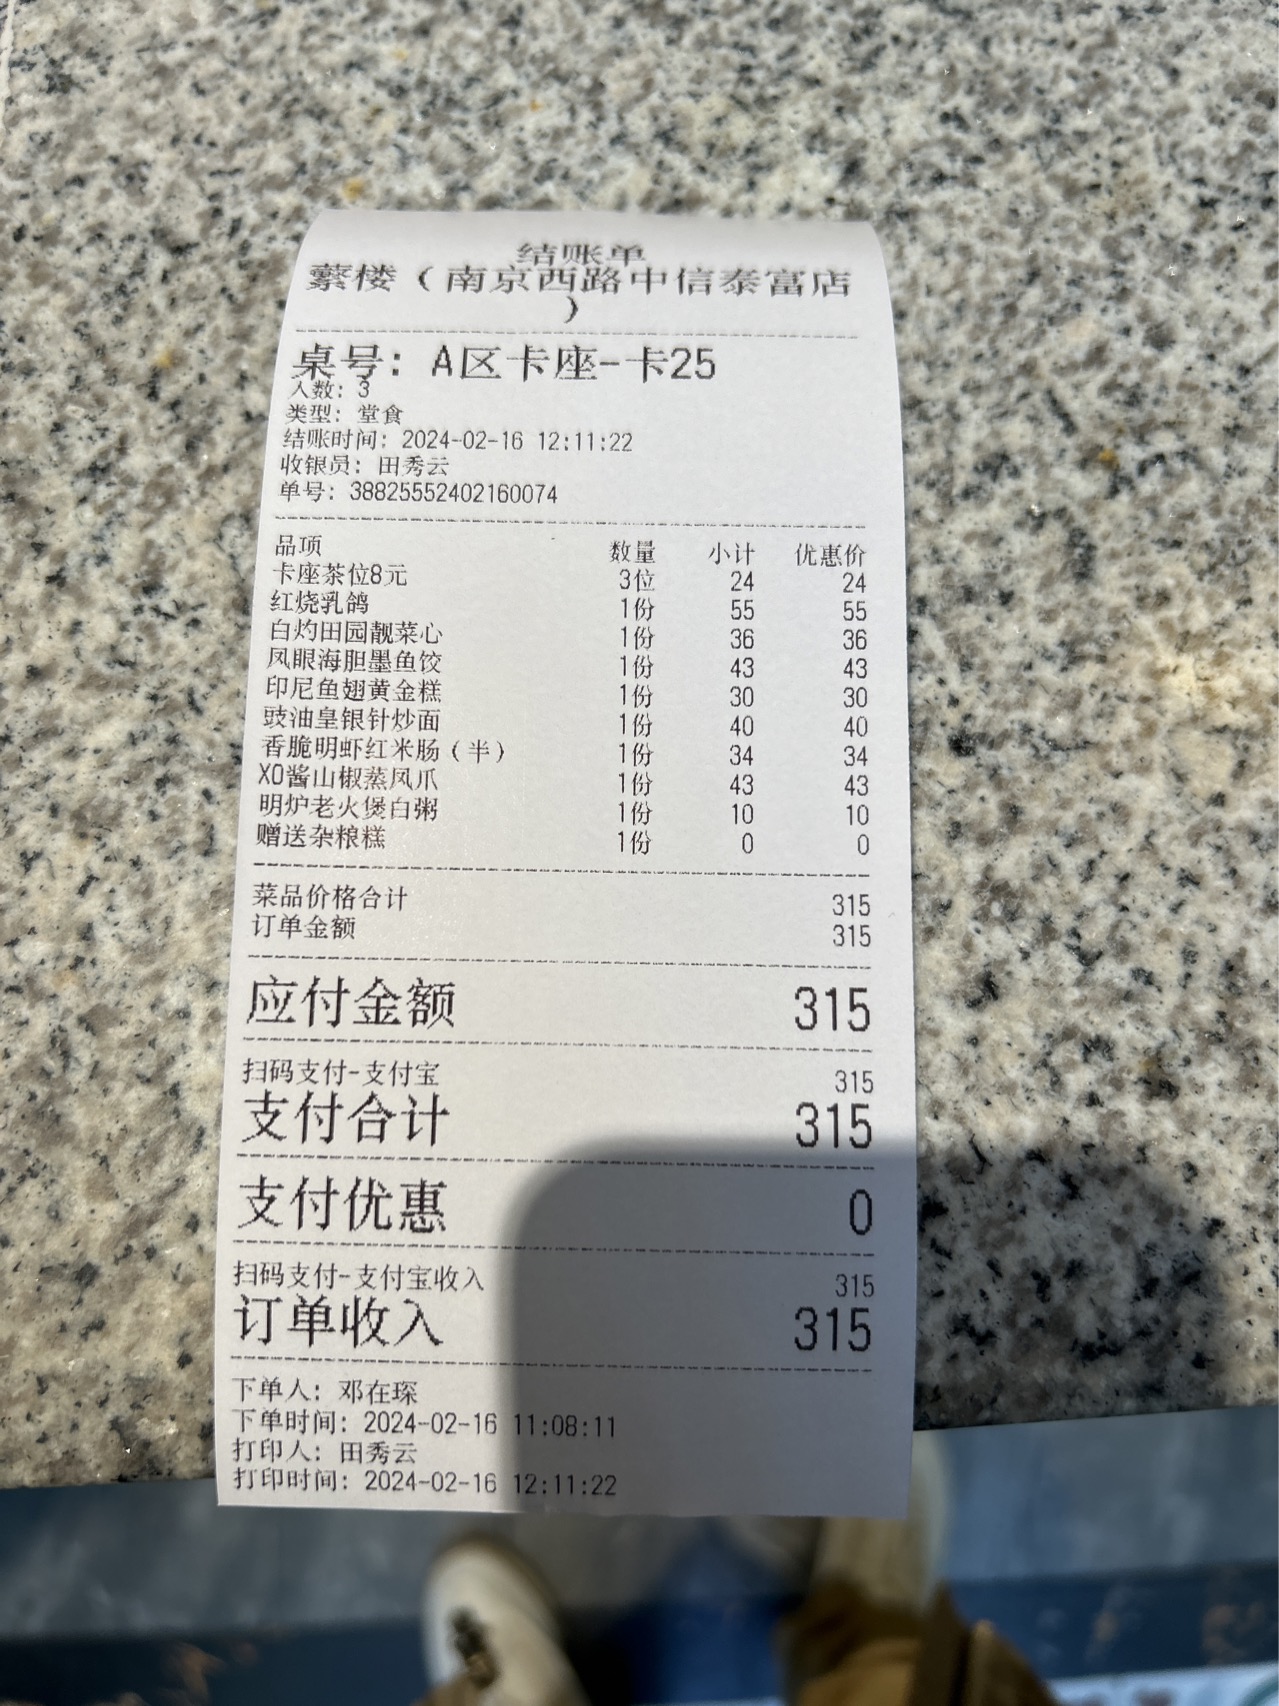 结账单
蘩楼（南京西路中信泰富店
）
桌号: A区卡座-卡25
人数: 3
类型: 堂食
结账时间: 2024-02-16 12:11:22
收银员: 田秀云
单号: 38825552402160074
品项 数量 小计 优惠价
卡座茶位8元 3位 24 24
红烧乳鸽 1份 55 55
白灼田园靓菜心 1份 36 36
凤眼海胆墨鱼饺 1份 43 43
印尼鱼翅黄金糕 1份 30 30
豉油皇银针炒面 1份 40 40
香脆明虾红米肠（半） 1份 34 34
XO酱山椒蒸凤爪 1份 43 43
明炉老火煲白粥 1份 10 10
赠送杂粮糕 1份 0 0
菜品价格合计 315
订单金额 315
应付金额 315
扫码支付-支付宝 315
支付合计 315
支付优惠 0
扫码支付-支付宝收入 315
订单收入 315
下单人: 邓在琛
下单时间: 2024-02-16 11:08:11
打印人: 田秀云
打印时间: 2024-02-16 12:11:22